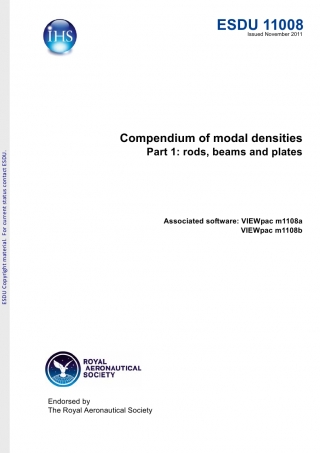 ESDU 11008
Issued November 2011
IHS
Compendium of modal densities
Part 1: rods, beams and plates
Associated software: VIEWpac m1108a
VIEWpac m1108b
ESDU Copyright material. For current status contact ESDU.
ROYAL
AERONAUTICAL
SOCIETY
Endorsed by
The Royal Aeronautical Society